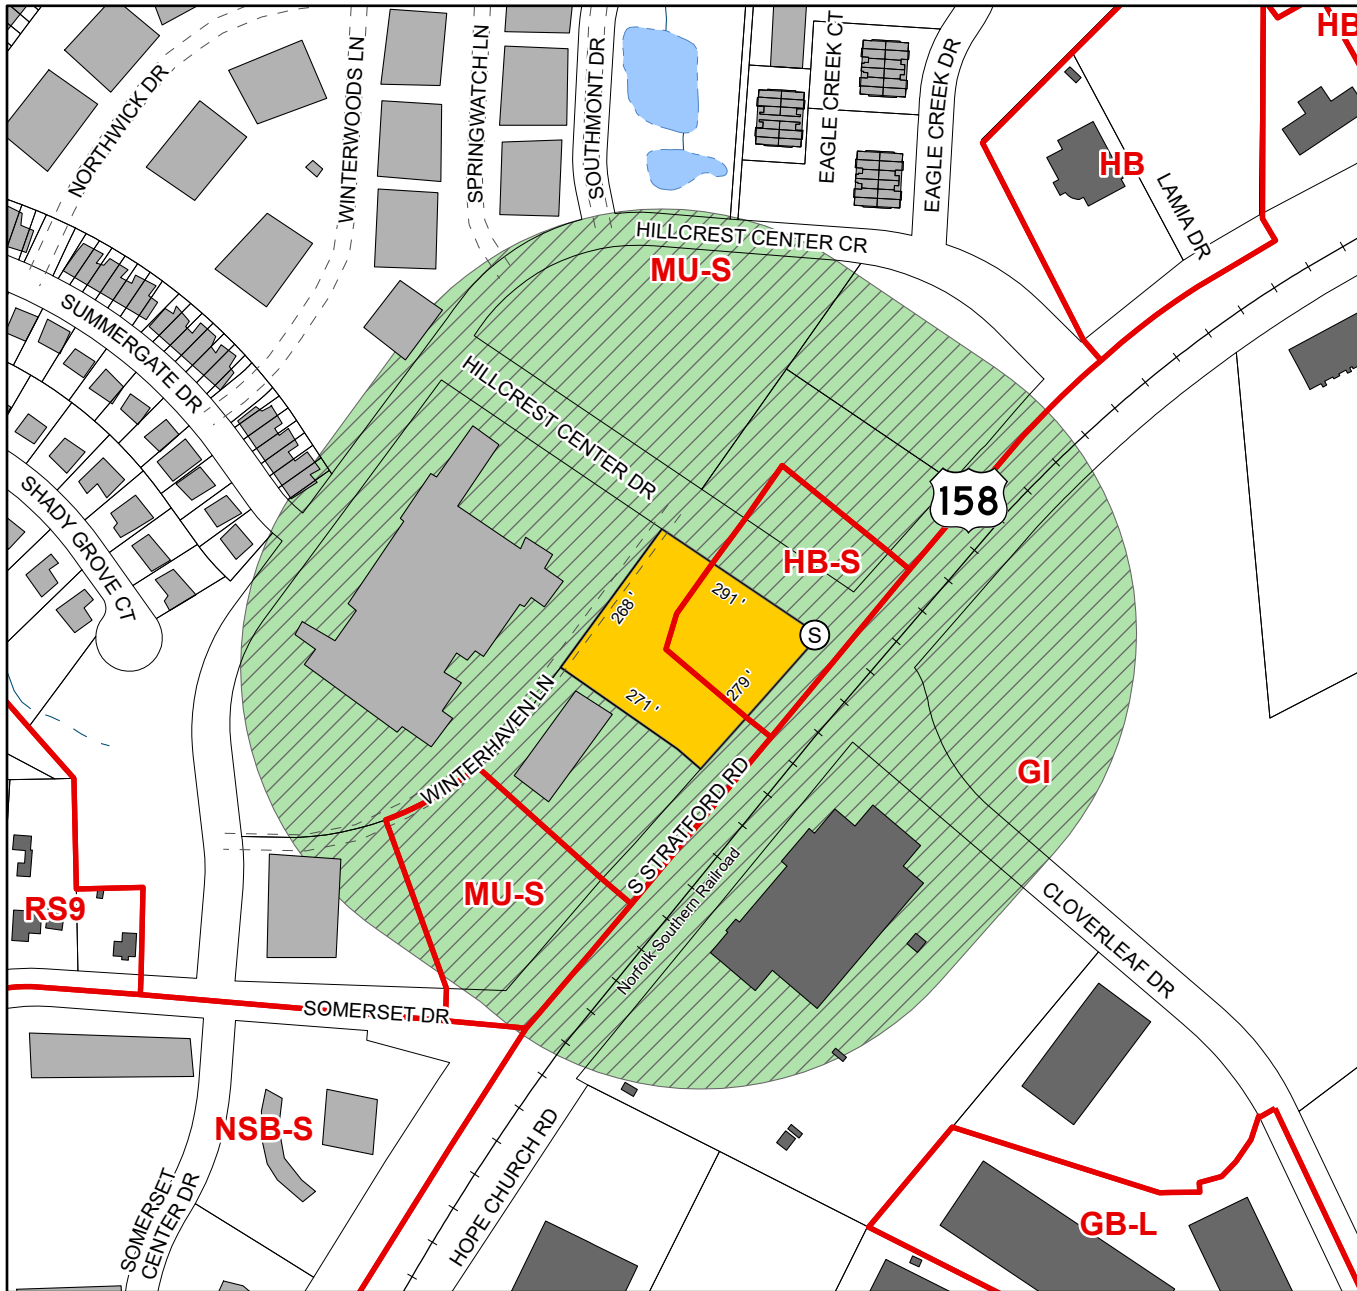 NORTHWICK DR
WINTERWOODS LN
SPRINGWATCH LN
SOUTHMONT DR
EAGLE CREEK CT
EAGLE CREEK DR
HB
HB
LAMIA DR
HILLCREST CENTER CR
MU-S
SUMMERGATE DR
HILLCREST CENTER DR
SHADY GROVE CT
158
HB-S
291 '
268 '
S
279 '
271 '
WINTERHAVEN LN
GI
S STRATFORD RD
MU-S
Norfolk Southern Railroad
RS9
CLOVERLEAF DR
SOMERSET DR
NSB-S
HOPE CHURCH RD
SOMERSET
CENTER DR
GB-L